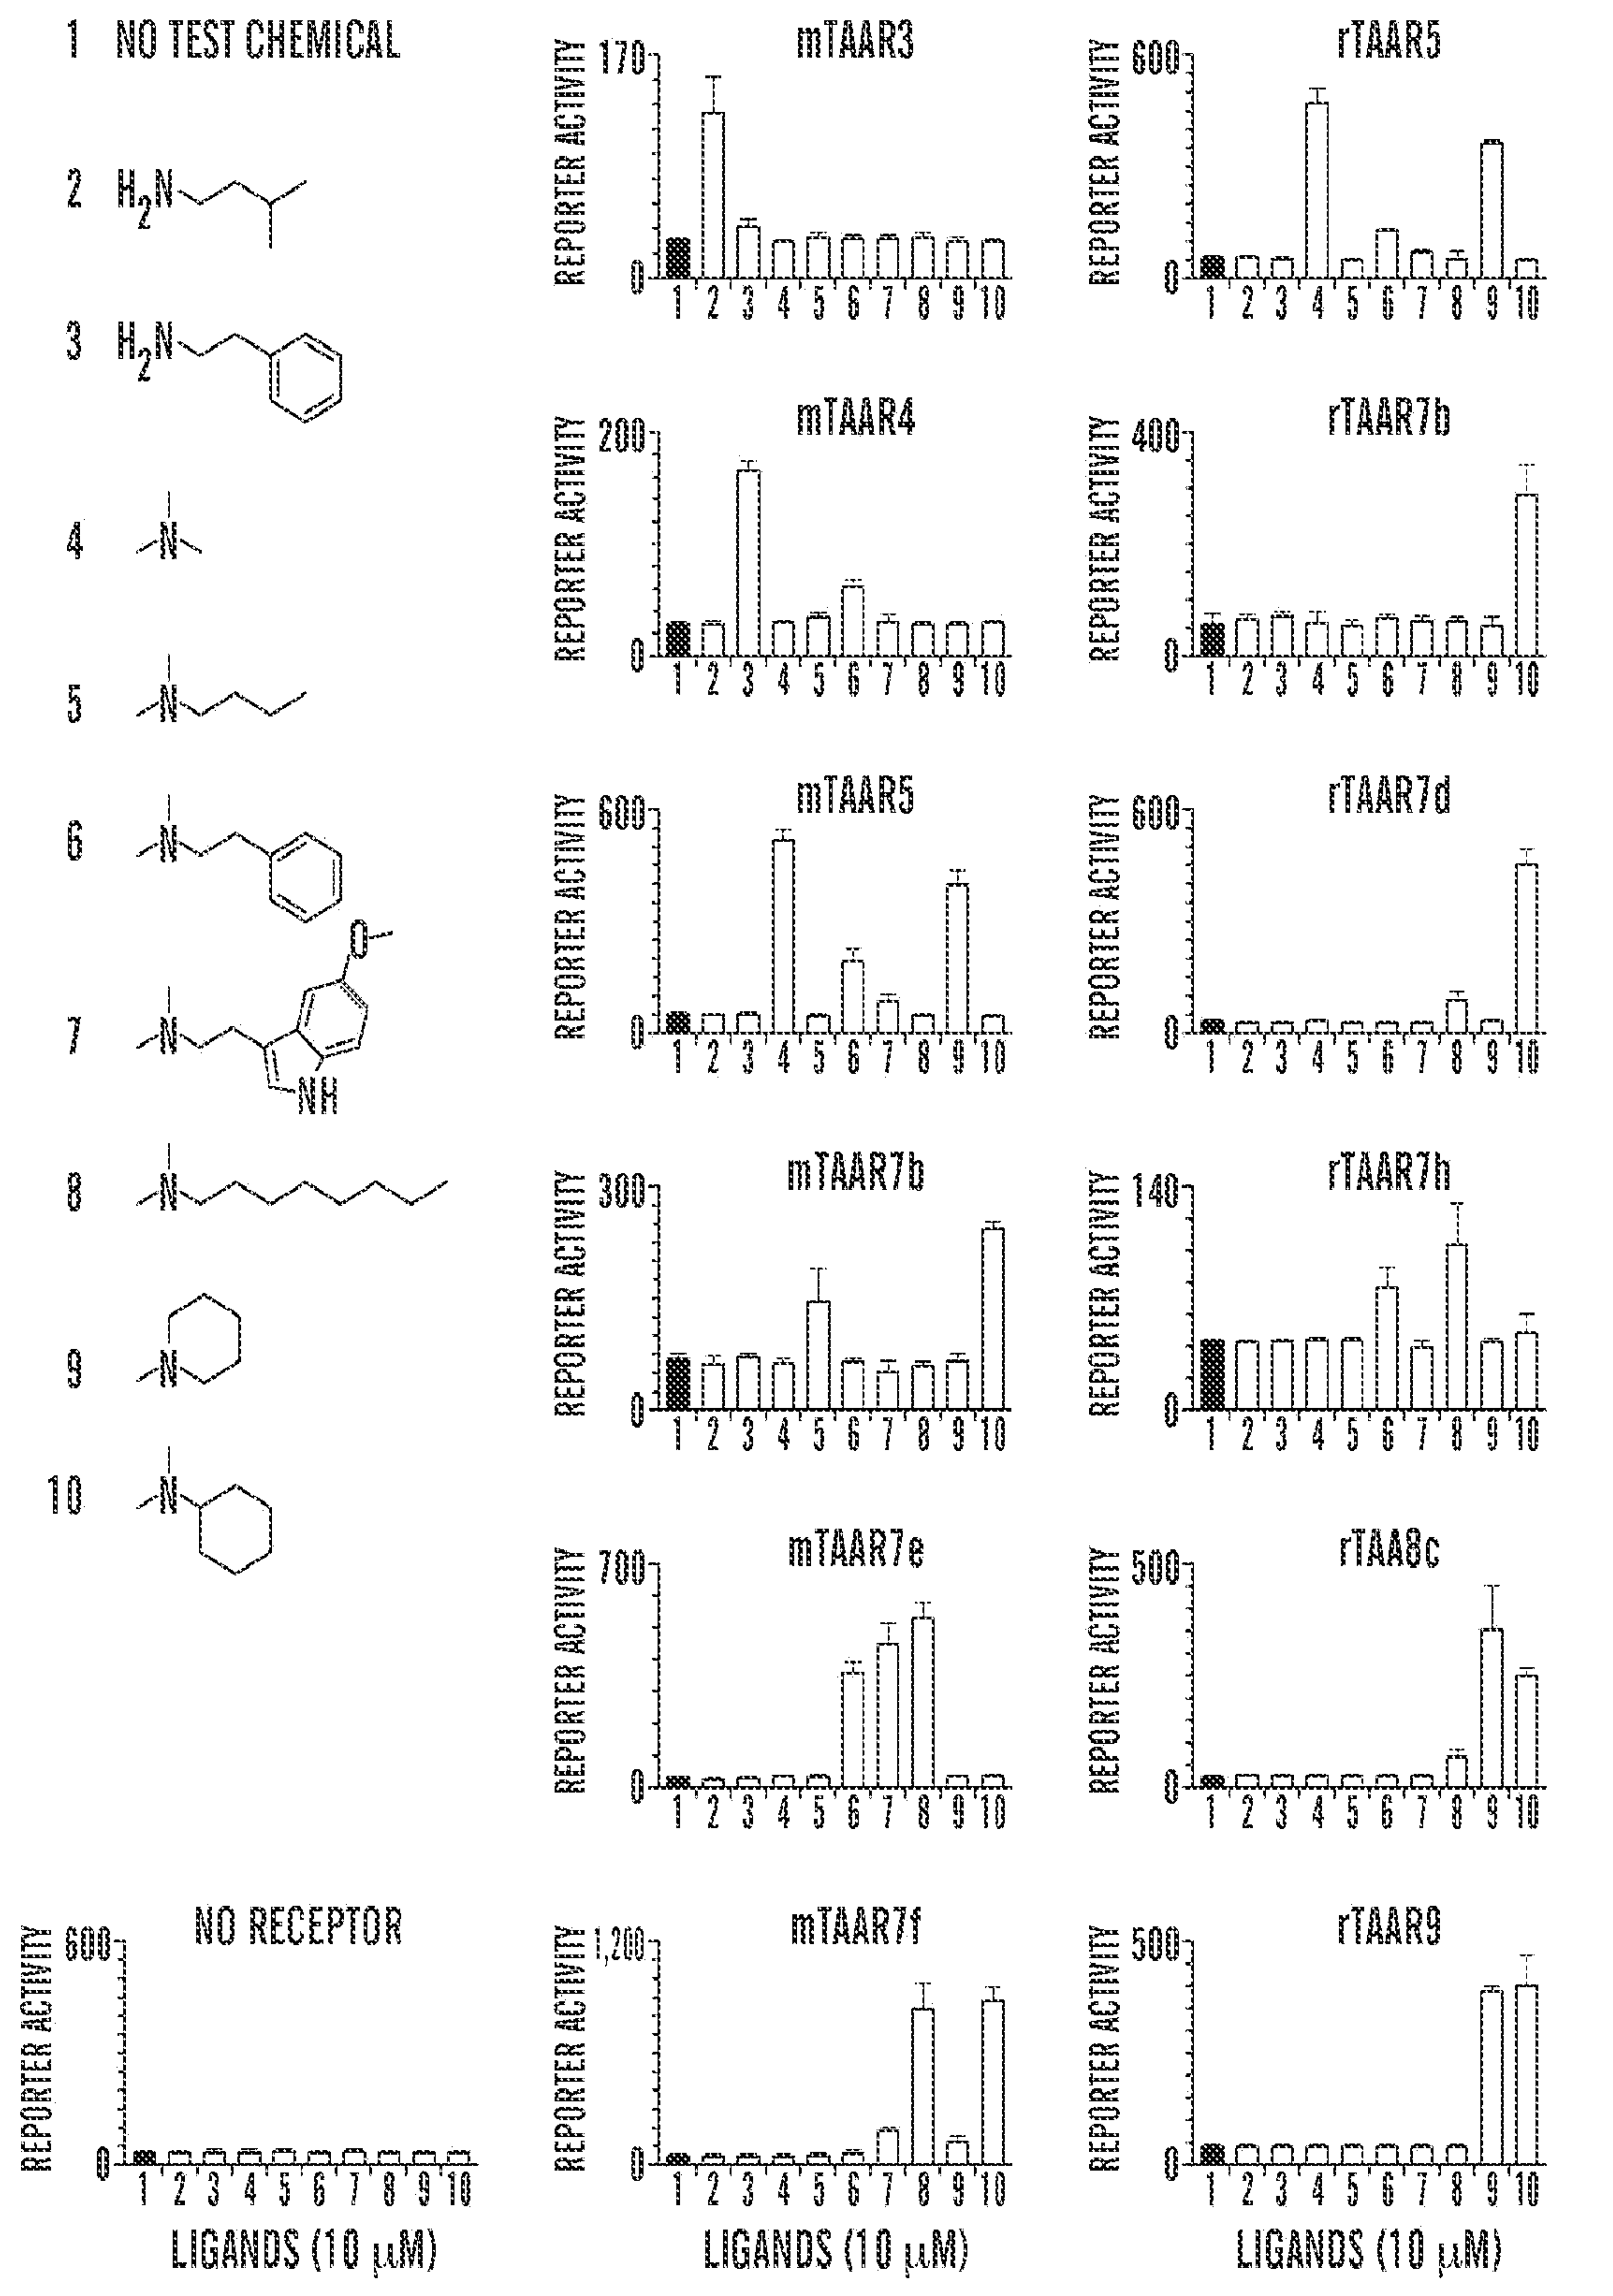 1 NO TEST CHEMICAL
2 H2N
3 H2N
4 N
5 N
6 N
7 N O NH
8 N
9 N
10 N
NO RECEPTOR
REPORTER ACTIVITY
600
0
1 2 3 4 5 6 7 8 9 10
LIGANDS (10 µM)
mTAAR3
REPORTER ACTIVITY
170
0
1 2 3 4 5 6 7 8 9 10
mTAAR4
REPORTER ACTIVITY
200
0
1 2 3 4 5 6 7 8 9 10
mTAAR5
REPORTER ACTIVITY
600
0
1 2 3 4 5 6 7 8 9 10
mTAAR7b
REPORTER ACTIVITY
300
0
1 2 3 4 5 6 7 8 9 10
mTAAR7e
REPORTER ACTIVITY
700
0
1 2 3 4 5 6 7 8 9 10
mTAAR7f
REPORTER ACTIVITY
1,200
0
1 2 3 4 5 6 7 8 9 10
LIGANDS (10 µM)
rTAAR5
REPORTER ACTIVITY
600
0
1 2 3 4 5 6 7 8 9 10
rTAAR7b
REPORTER ACTIVITY
400
0
1 2 3 4 5 6 7 8 9 10
rTAAR7d
REPORTER ACTIVITY
600
0
1 2 3 4 5 6 7 8 9 10
rTAAR7h
REPORTER ACTIVITY
140
0
1 2 3 4 5 6 7 8 9 10
rTAA8c
REPORTER ACTIVITY
500
0
1 2 3 4 5 6 7 8 9 10
rTAAR9
REPORTER ACTIVITY
500
0
1 2 3 4 5 6 7 8 9 10
LIGANDS (10 µM)